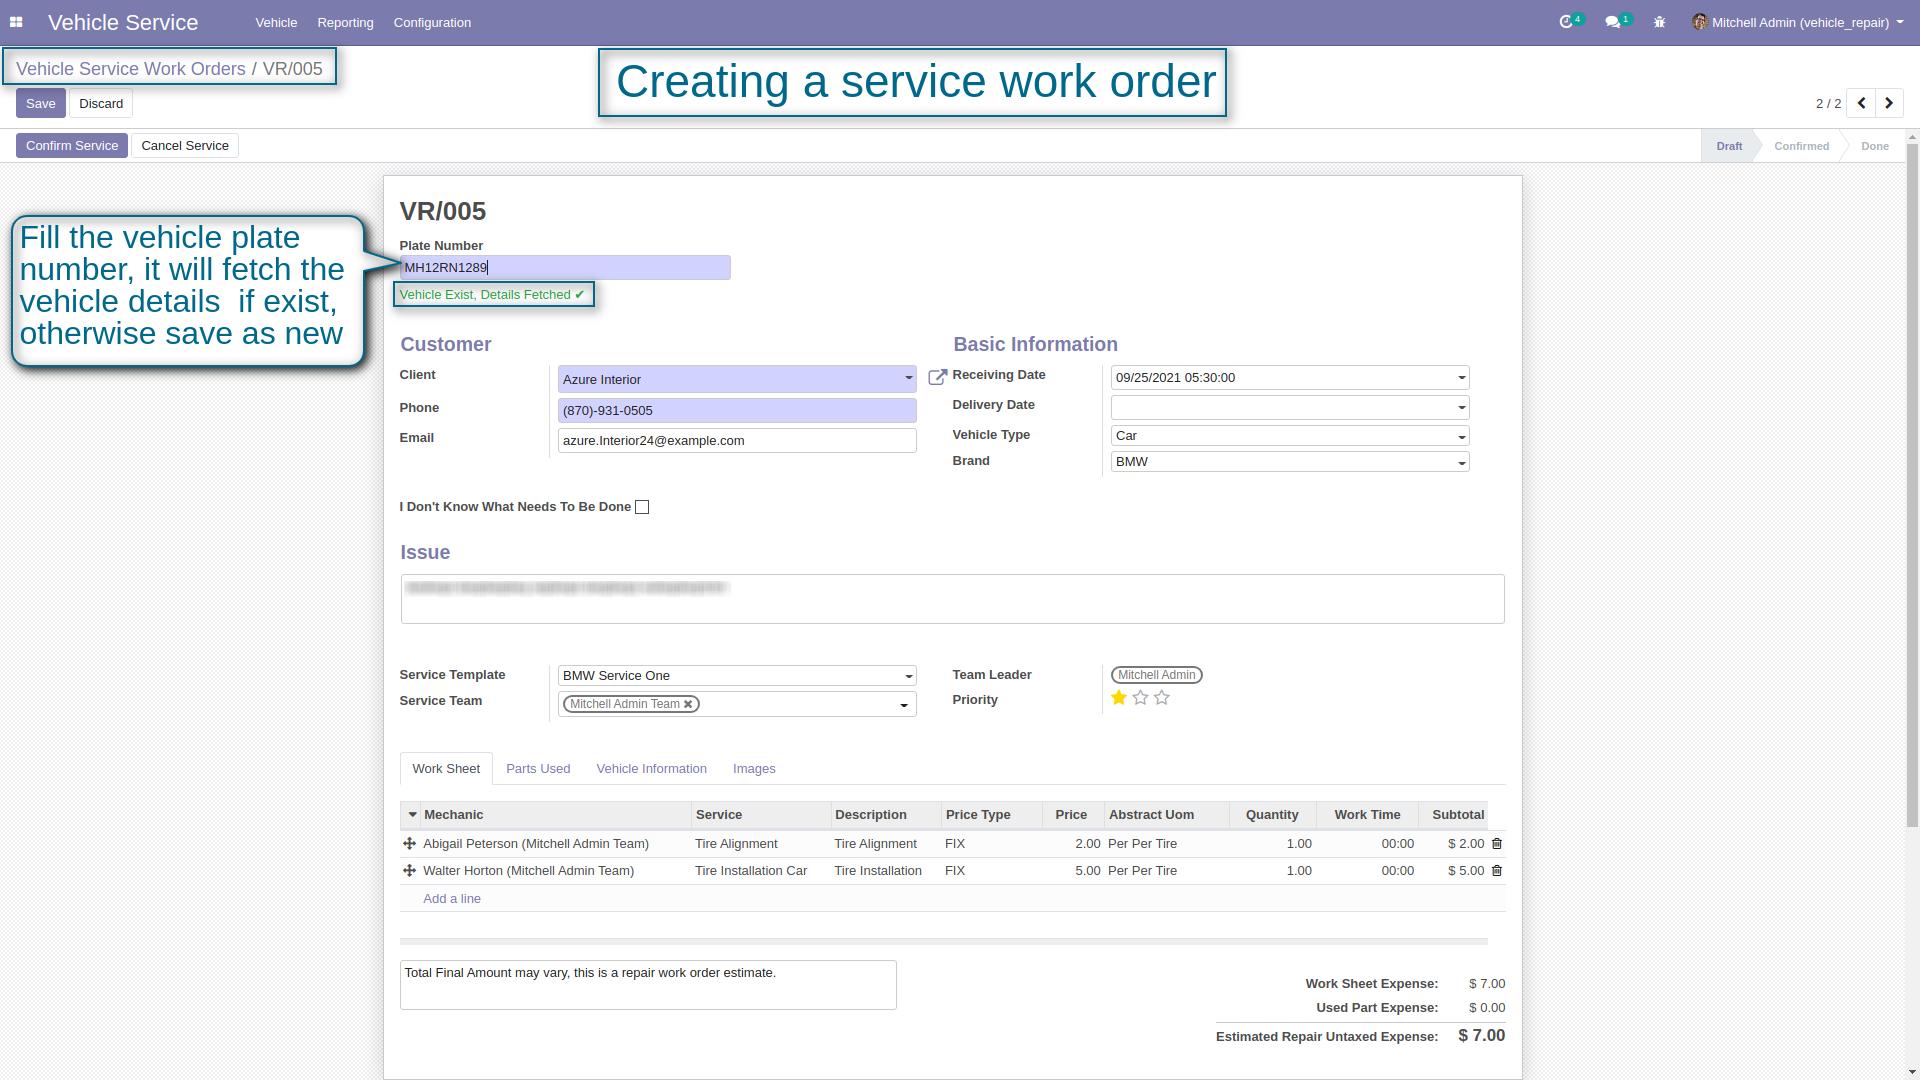 Vehicle Service Vehicle Reporting Configuration 4 1 Mitchell Admin (vehicle_repair)
Vehicle Service Work Orders / VR/005
Creating a service work order
Save Discard 2 / 2
Confirm Service Cancel Service Draft Confirmed Done
VR/005
Fill the vehicle plate
number, it will fetch the
vehicle details  if exist,
otherwise save as new
Plate Number
MH12RN1289
Vehicle Exist, Details Fetched ✔
Customer Basic Information
Client Azure Interior Receiving Date 09/25/2021 05:30:00
Phone (870)-931-0505 Delivery Date
Email azure.Interior24@example.com Vehicle Type Car
Brand BMW
I Don't Know What Needs To Be Done
Issue
Service Template BMW Service One Team Leader Mitchell Admin
Service Team Mitchell Admin Team ✖ Priority
Work Sheet Parts Used Vehicle Information Images
Mechanic Service Description Price Type Price Abstract Uom Quantity Work Time Subtotal
Abigail Peterson (Mitchell Admin Team) Tire Alignment Tire Alignment FIX 2.00 Per Per Tire 1.00 00:00 $ 2.00
Walter Horton (Mitchell Admin Team) Tire Installation Car Tire Installation FIX 5.00 Per Per Tire 1.00 00:00 $ 5.00
Add a line
Total Final Amount may vary, this is a repair work order estimate.
Work Sheet Expense: $ 7.00
Used Part Expense: $ 0.00
Estimated Repair Untaxed Expense: $ 7.00